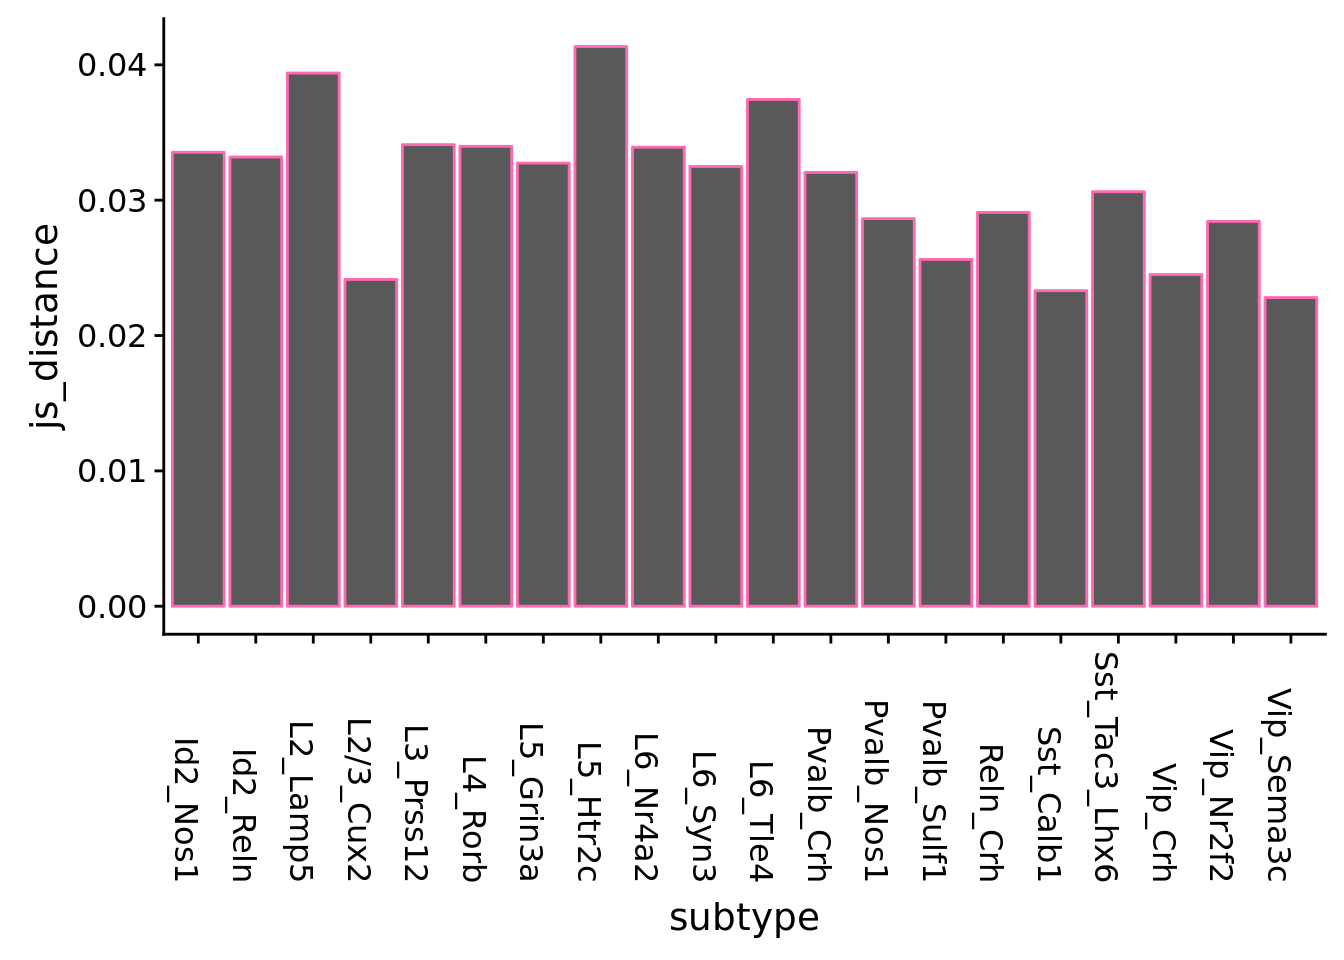 0.04
0.03
0.02
0.01
0.00
js_distance
Id2_Nos1
Id2_Reln
L2_Lamp5
L2/3_Cux2
L3_Prss12
L4_Rorb
L5_Grin3a
L5_Htr2c
L6_Nr4a2
L6_Syn3
L6_Tle4
Pvalb_Crh
Pvalb_Nos1
Pvalb_Sulf1
Reln_Crh
Sst_Calb1
Sst_Tac3_Lhx6
Vip_Crh
Vip_Nr2f2
Vip_Sema3c
subtype